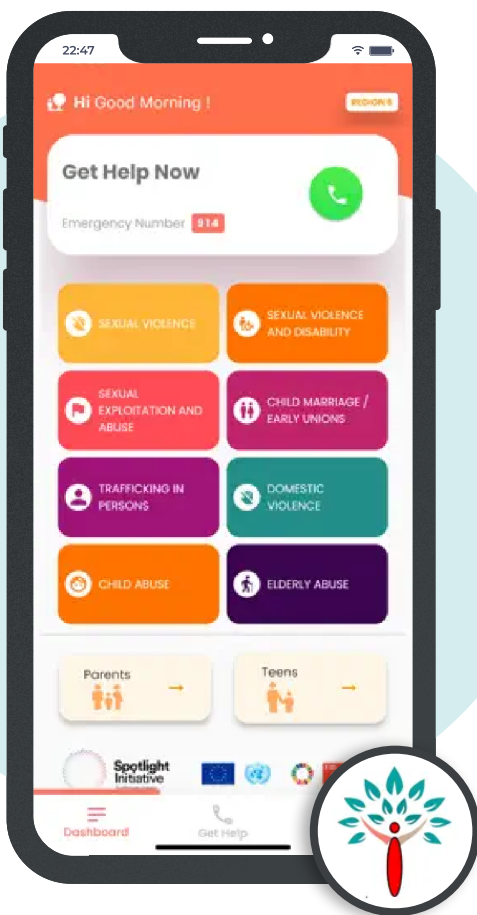 22:47
Hi Good Morning !
REGION 6
Get Help Now
Emergency Number 914
SEXUAL VIOLENCE
SEXUAL VIOLENCE
AND DISABILITY
SEXUAL
EXPLOITATION AND
ABUSE
CHILD MARRIAGE /
EARLY UNIONS
TRAFFICKING IN
PERSONS
DOMESTIC
VIOLENCE
CHILD ABUSE
ELDERLY ABUSE
Parents
Teens
Spotlight
Initiative
Dashboard
Get Help